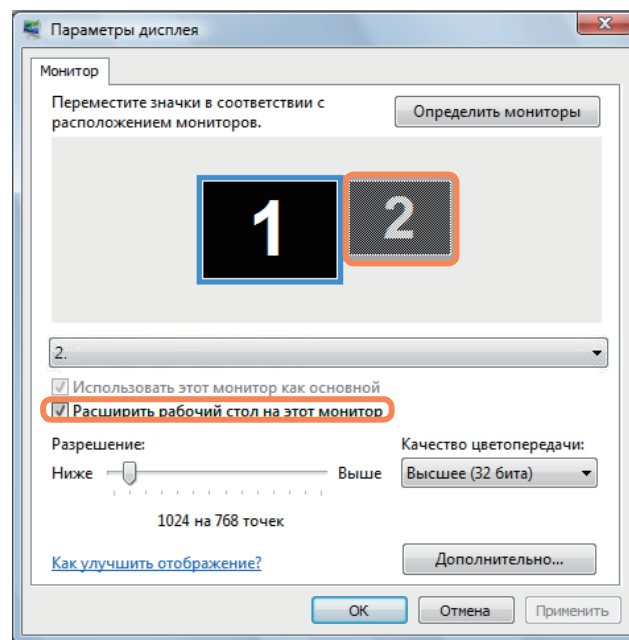 Параметры дисплея
Монитор
Переместите значки в соответствии с
расположением мониторов.
Определить мониторы
1
2
2.
Использовать этот монитор как основной
Расширить рабочий стол на этот монитор
Разрешение:
Качество цветопередачи:
Ниже
Выше
Высшее (32 бита)
1024 на 768 точек
Как улучшить отображение?
Дополнительно...
ОК
Отмена
Применить